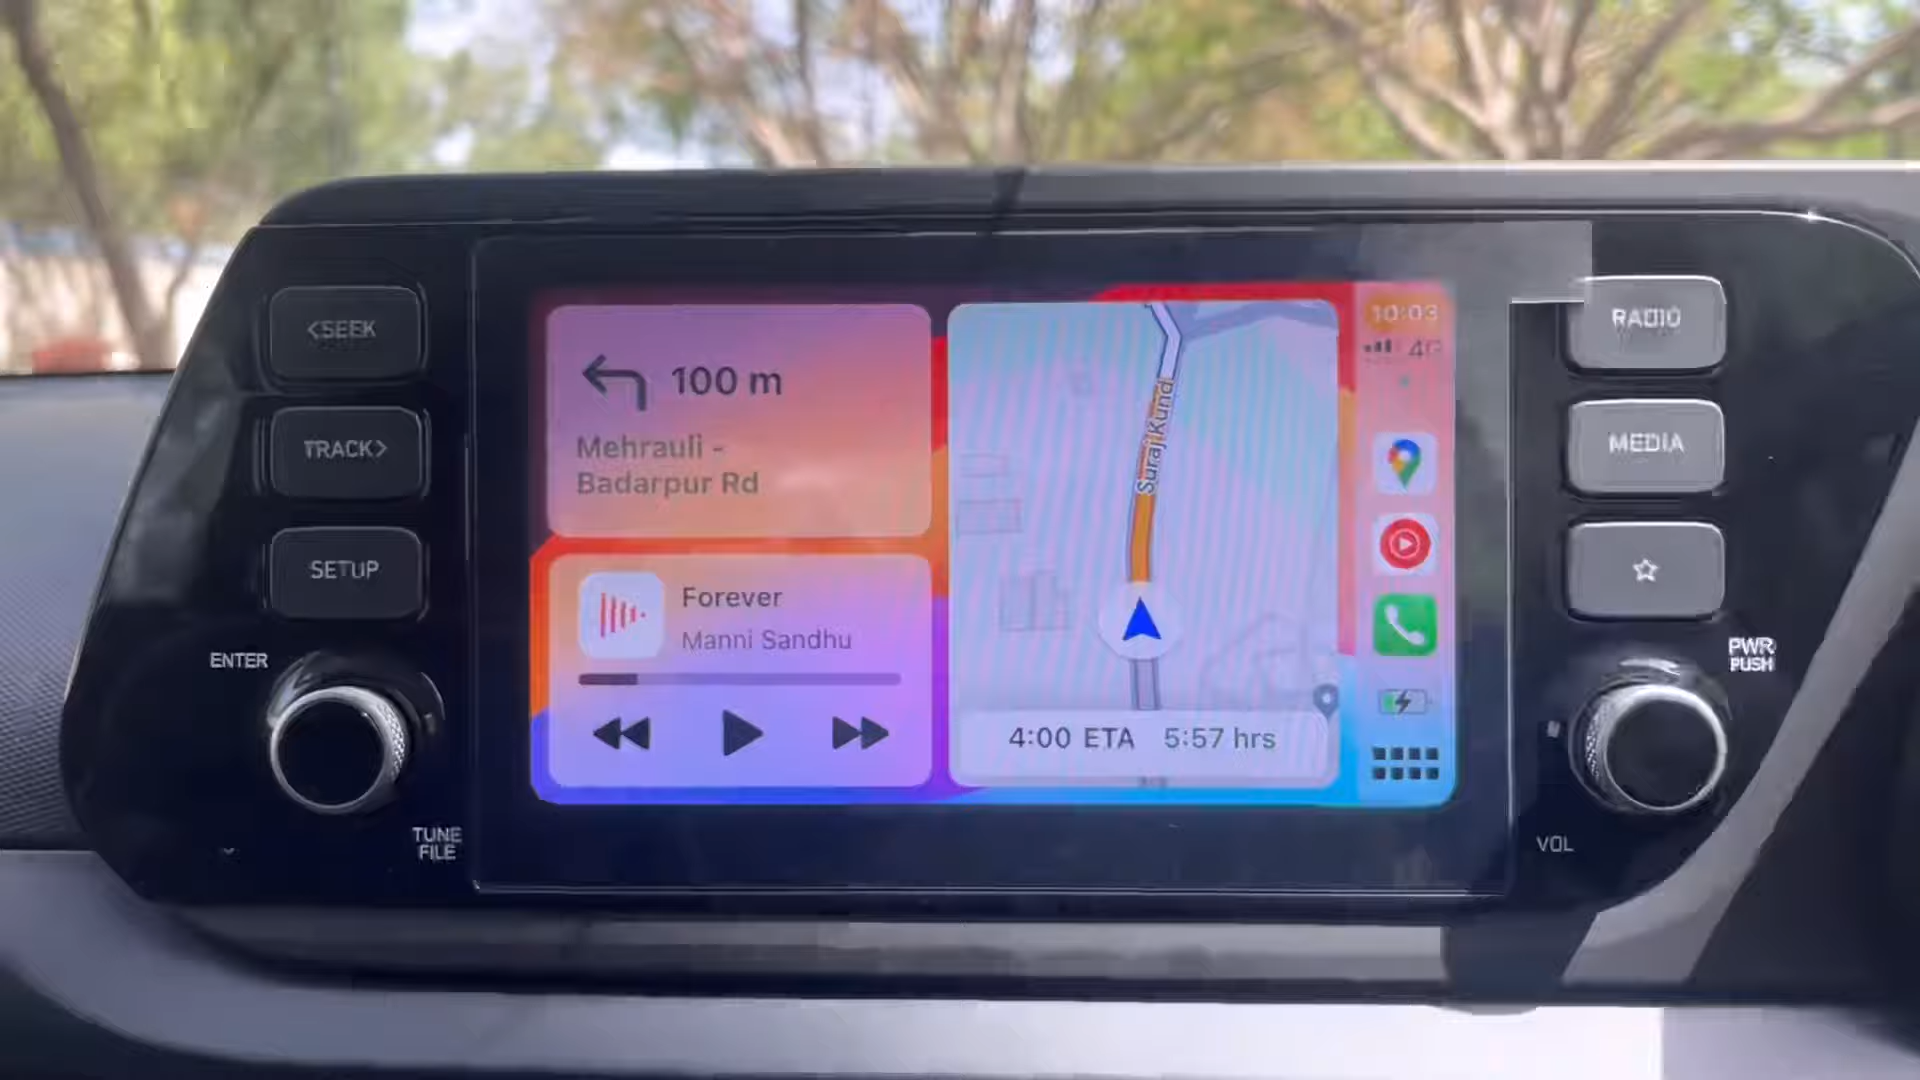 <SEEK
TRACK>
SETUP
ENTER
TUNE
FILE
100 m
Mehrauli -
Badarpur Rd
Forever
Manni Sandhu
Suraj Kund
4:00 ETA 5:57 hrs
10:03
4G
RADIO
MEDIA
PWR
PUSH
VOL